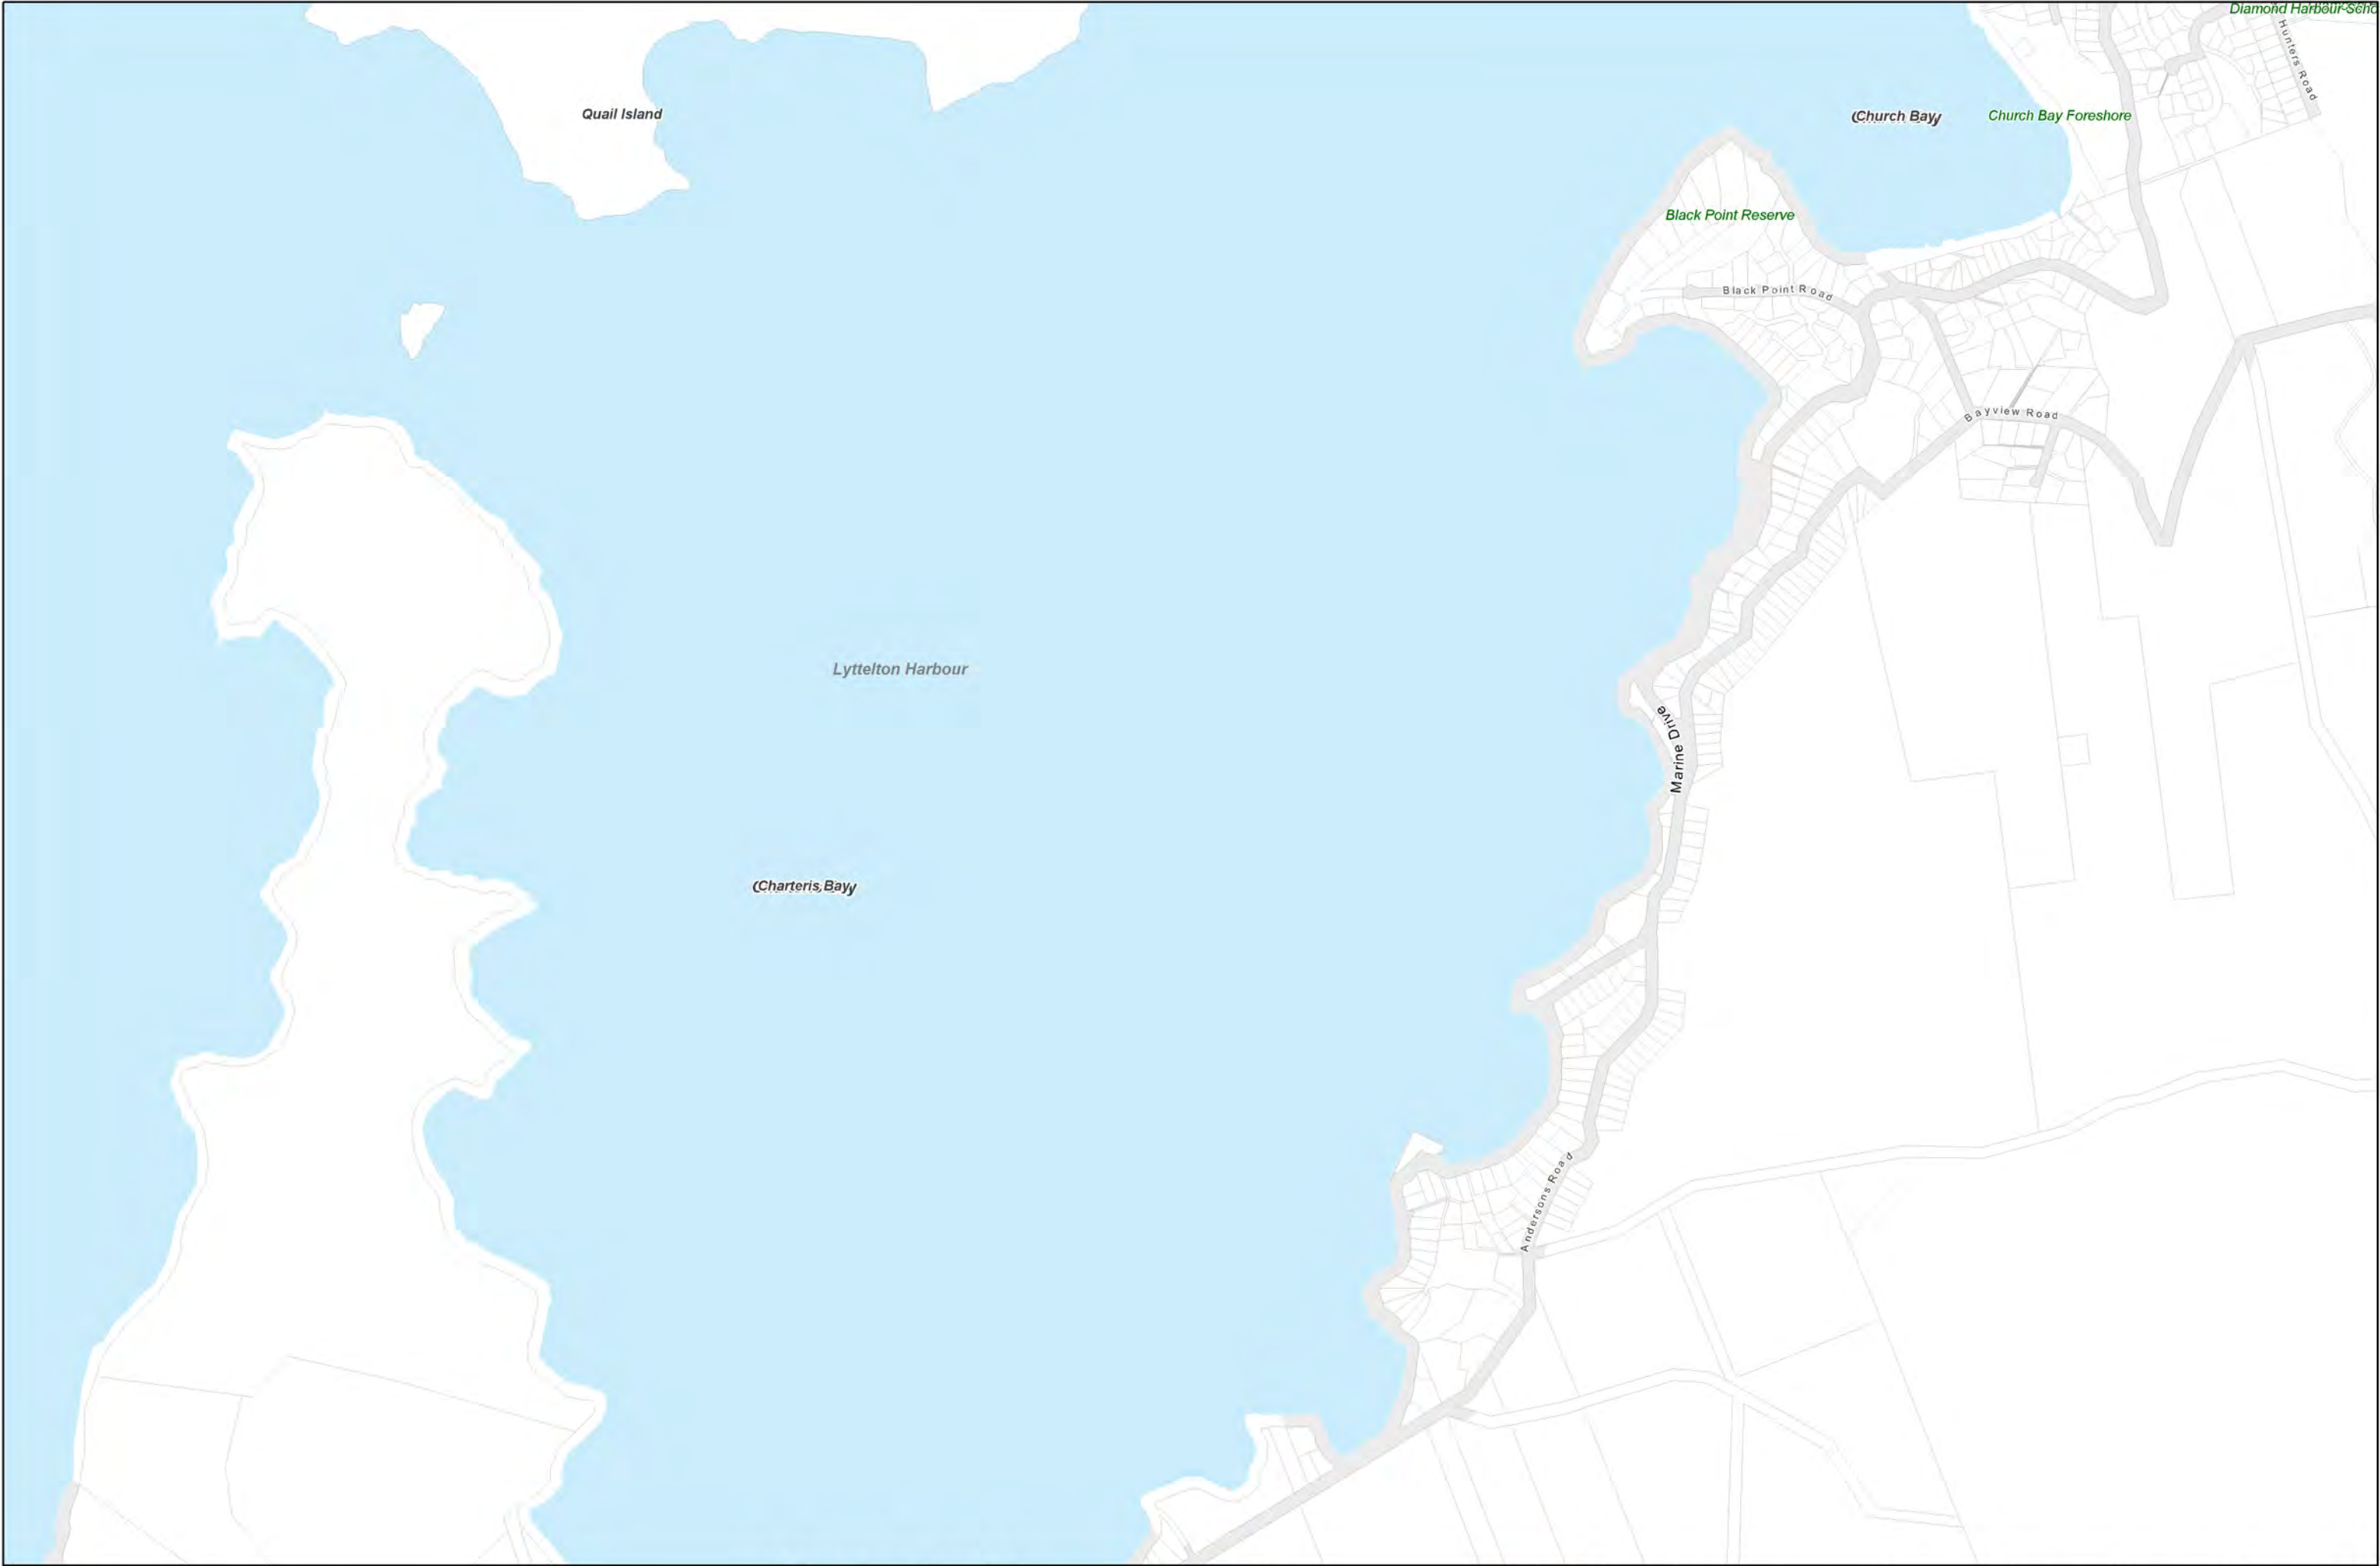 Diamond Harbour Scho
Hunters Road
Quail Island
(Church Bay)
Church Bay Foreshore
Black Point Reserve
Black Point Road
Bayview Road
Lyttelton Harbour
Marine Drive
(Charteris Bay)
Andersons Road